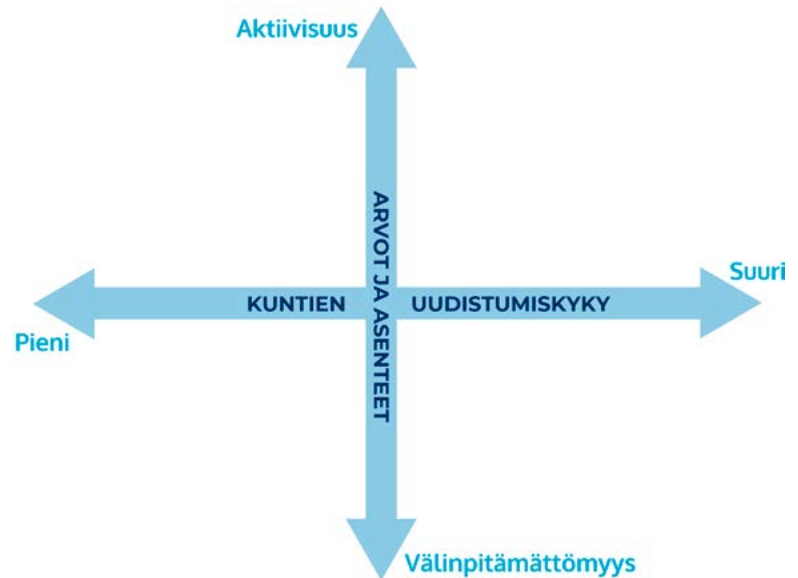 Aktiivisuus
ARVOT JA ASENTEET
Suuri
KUNTIEN UUDISTUMISKYKY
Pieni
Välinpitämättömyys